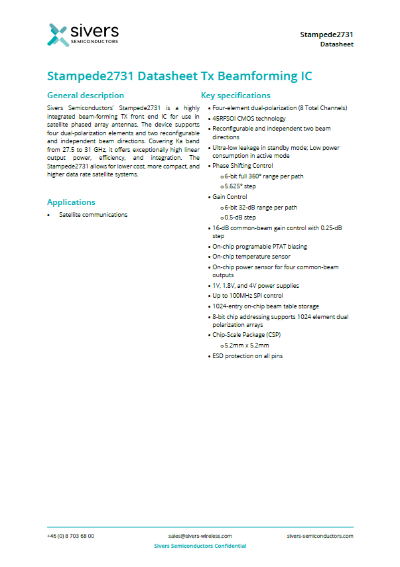 sivers
SEMICONDUCTORS
Stampede2731
Datasheet
Stampede2731 Datasheet Tx Beamforming IC
General description
Sivers Semiconductors' Stampede2731 is a highly
integrated beam-forming TX front end IC for use in
satellite phased array antennas. The device supports
four dual-polarization elements and two reconfigurable
and independent beam directions. Covering Ka band
from 27.5 to 31 GHz, it offers exceptionally high linear
output power, efficiency, and integration. The
Stampede2731 allows for lower cost, more compact, and
higher data rate satellite systems.
Applications
• Satellite communications
Key specifications
• Four-element dual-polarization (8 Total Channels)
• 45RFSOI CMOS technology
• Reconfigurable and independent two beam
directions
• Ultra-low leakage in standby mode; Low power
consumption in active mode
• Phase Shifting Control
o 6-bit full 360° range per path
o 5.625° step
• Gain Control
o 6-bit 32-dB range per path
o 0.5-dB step
• 16-dB common-beam gain control with 0.25-dB
step
• On-chip programable PTAT biasing
• On-chip temperature sensor
• On-chip power sensor for four common-beam
outputs
• 1V, 1.8V, and 4V power supplies
• Up to 100MHz SPI control
• 1024-entry on-chip beam table storage
• 8-bit chip addressing supports 1024 element dual
polarization arrays
• Chip-Scale Package (CSP)
o 5.2mm x 5.2mm
• ESD protection on all pins
+46 (0) 8 703 68 00
sales@sivers-wireless.com
sivers-semiconductors.com
Sivers Semiconductors Confidential